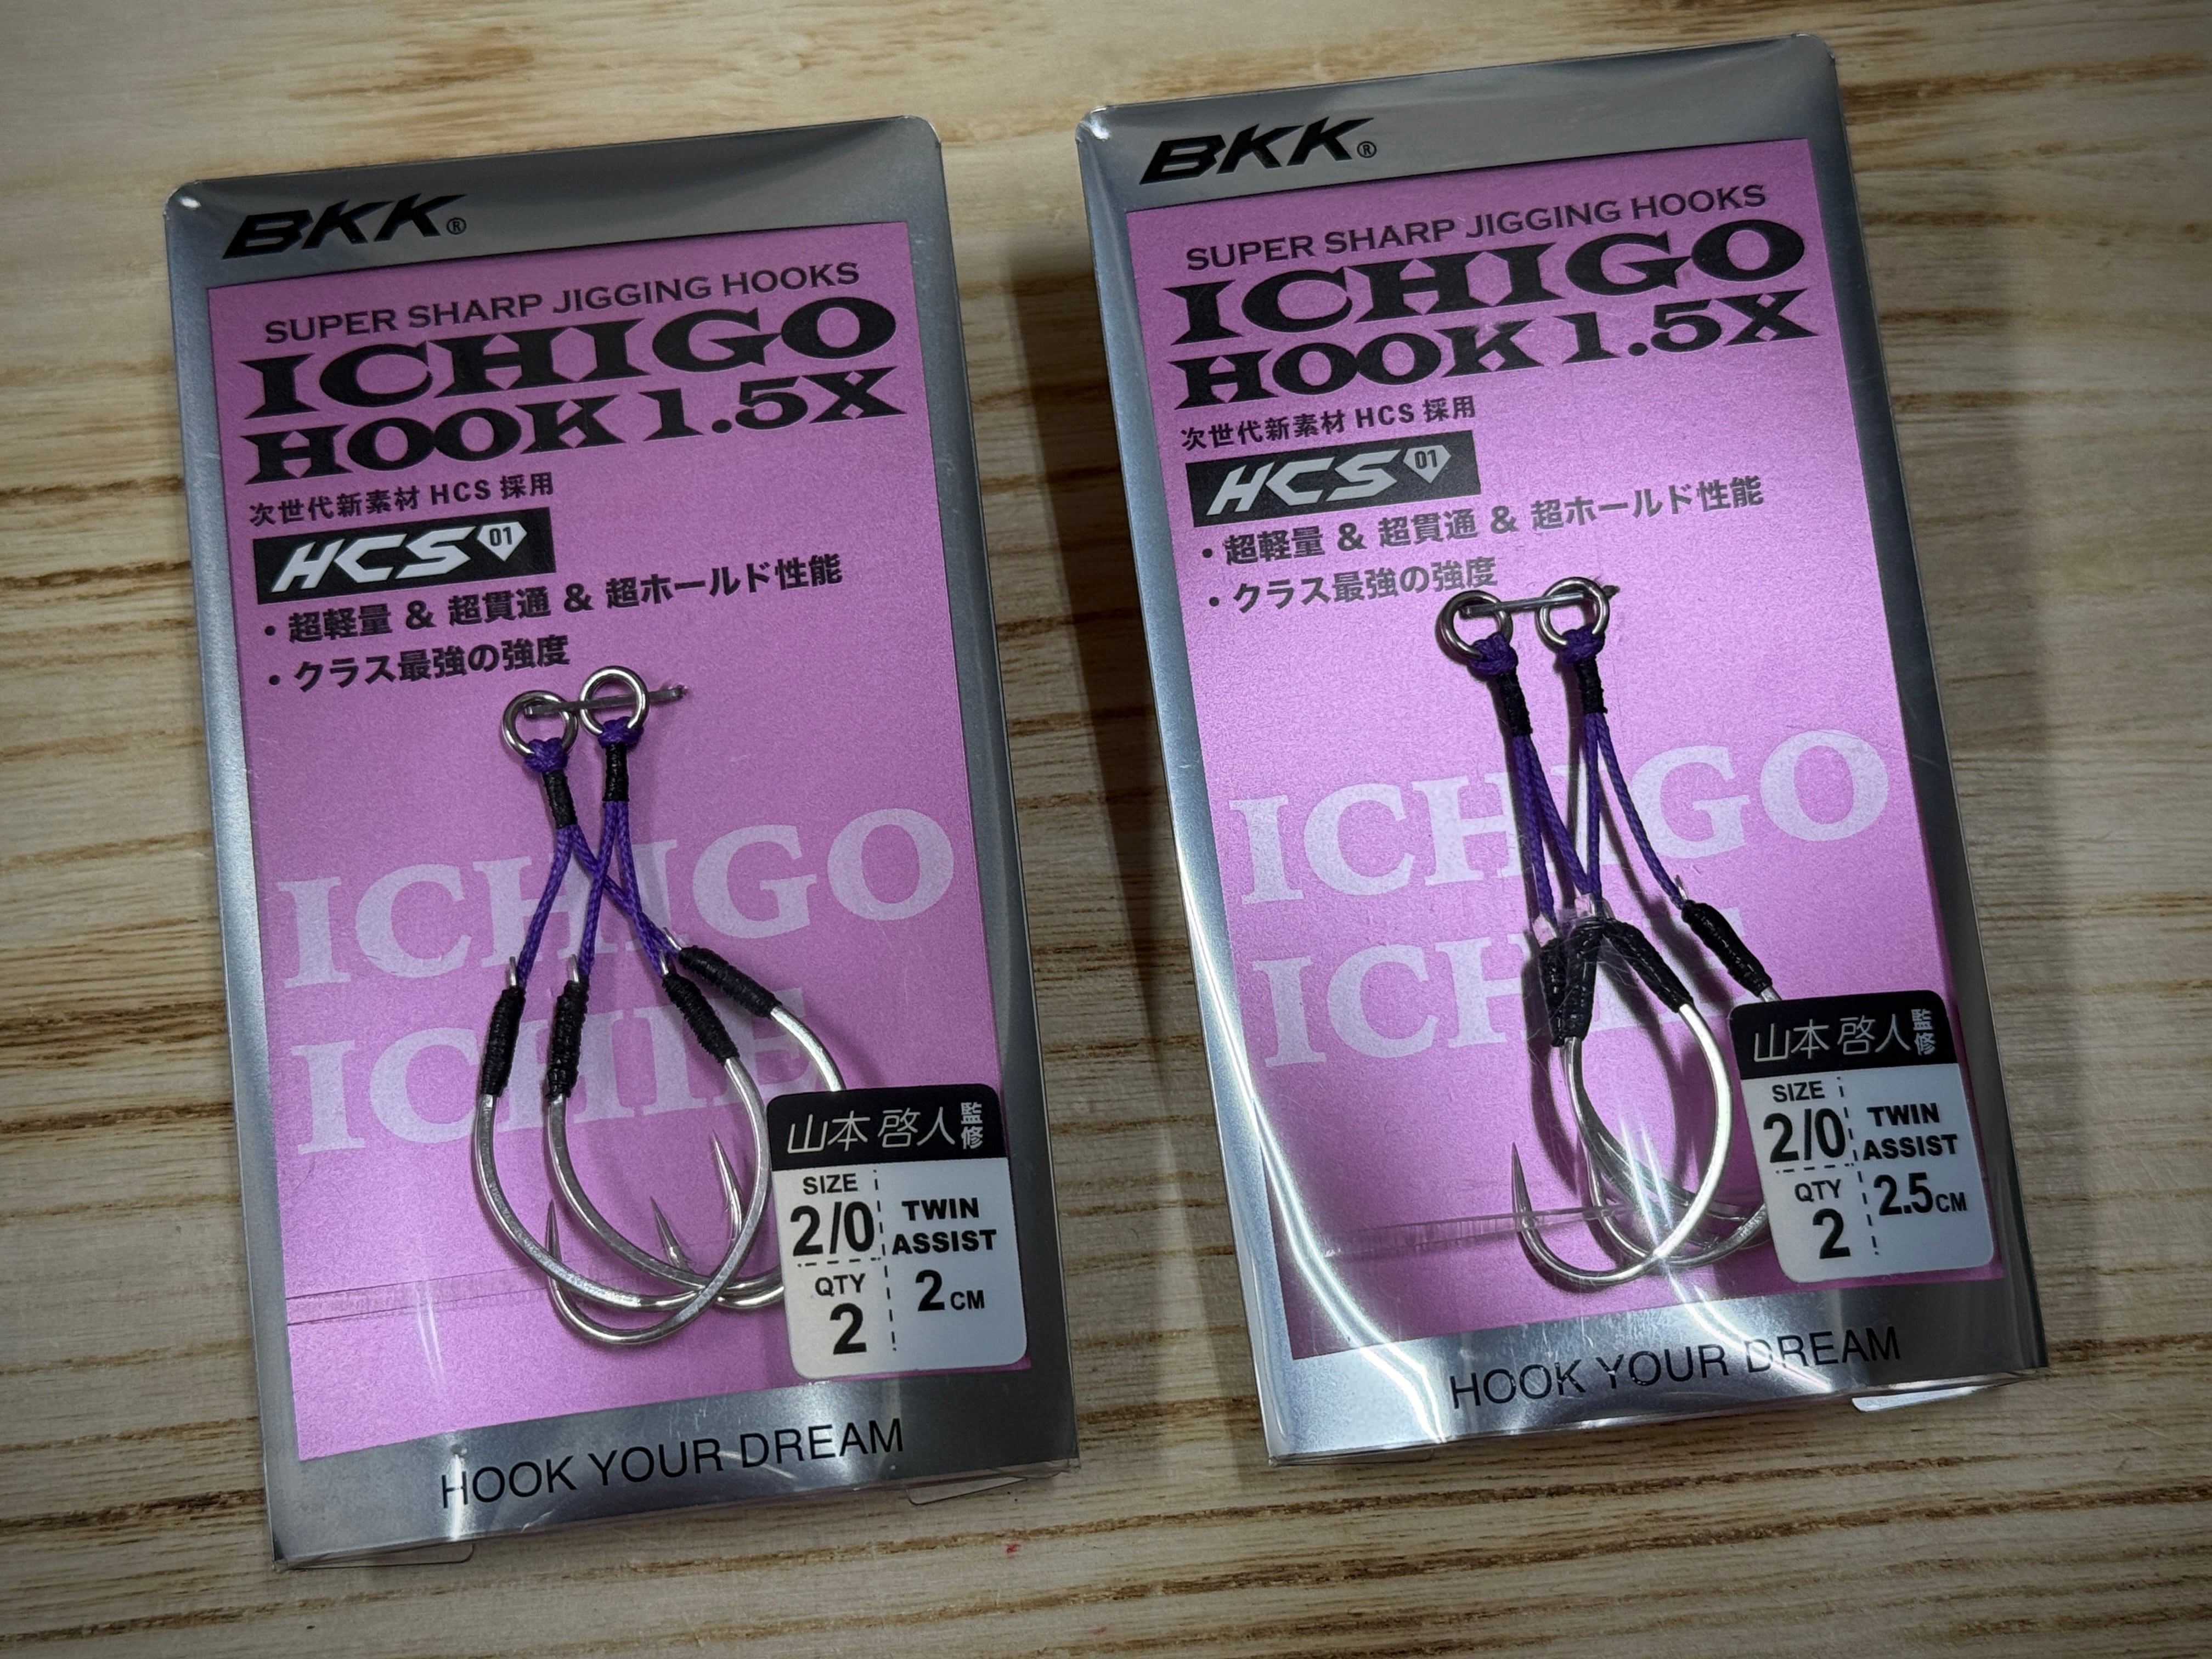 BKK®
SUPER SHARP JIGGING HOOKS
ICHIGO
HOOK 1.5X
次世代新素材 HCS 採用
HCS 01
・超軽量 & 超貫通 & 超ホールド性能
・クラス最強の強度
ICHIGO
ICHIE
山本 啓人 監修
SIZE
2/0
QTY
2
TWIN
ASSIST
2CM
HOOK YOUR DREAM
BKK®
SUPER SHARP JIGGING HOOKS
ICHIGO
HOOK 1.5X
次世代新素材 HCS 採用
HCS 01
・超軽量 & 超貫通 & 超ホールド性能
・クラス最強の強度
ICHIGO
ICHIE
山本 啓人 監修
SIZE
2/0
QTY
2
TWIN
ASSIST
2.5CM
HOOK YOUR DREAM